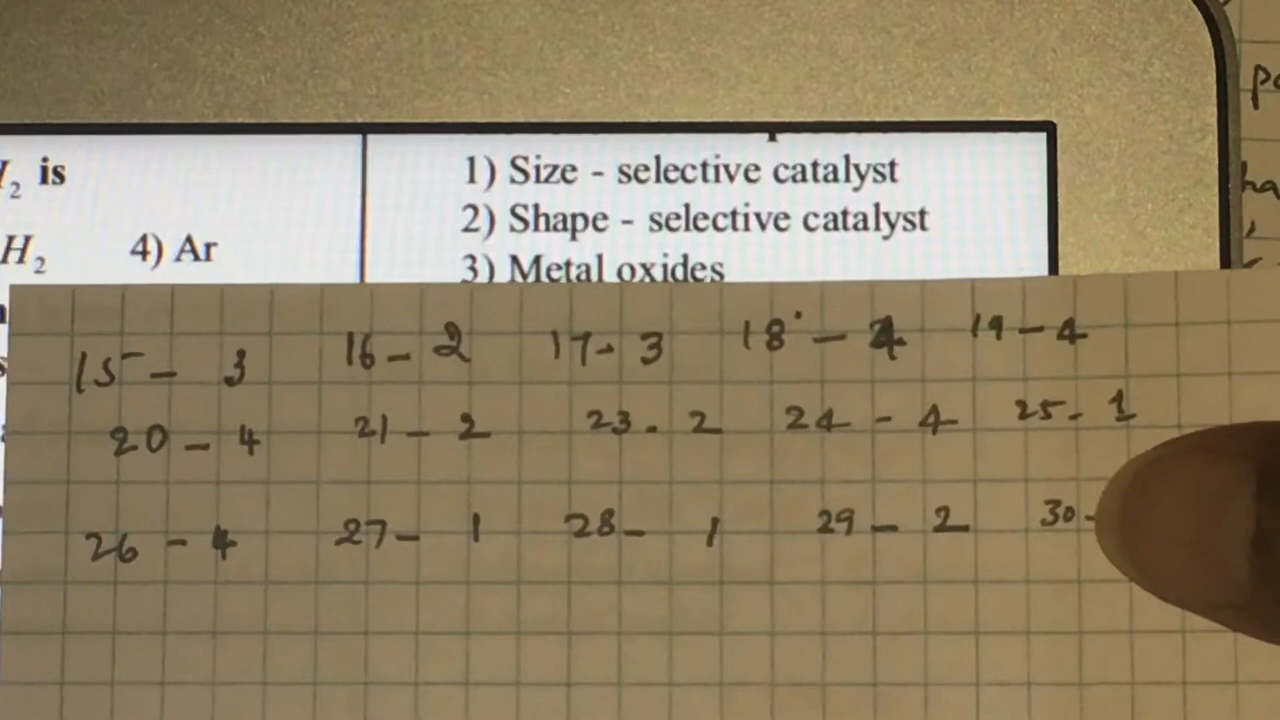 H₂ is
H₂ 4) Ar
1) Size - selective catalyst
2) Shape - selective catalyst
3) Metal oxides
15 - 3 16 - 2 17 - 3 18 - 4 19 - 4
20 - 4 21 - 2 23 - 2 24 - 4 25 - 1
26 - 4 27 - 1 28 - 1 29 - 2 30 -